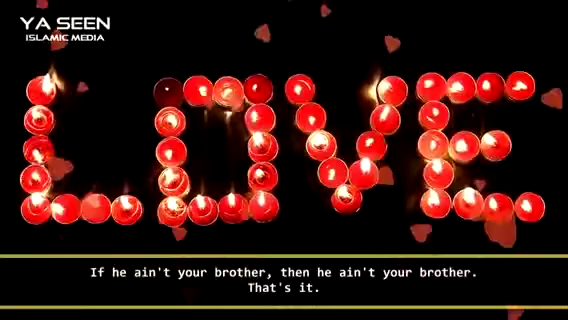 YA SEEN
ISLAMIC MEDIA
LOVE
If he ain't your brother, then he ain't your brother.
That's it.